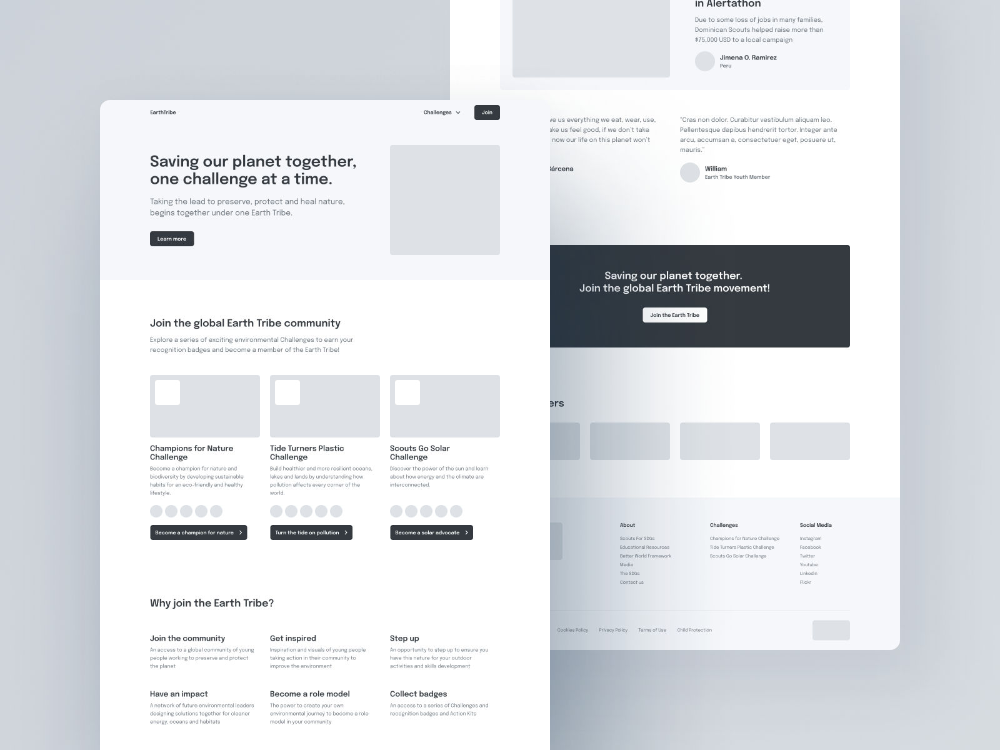 EarthTribe
Challenges
Join
Saving our planet together,
one challenge at a time.
Taking the lead to preserve, protect and heal nature,
begins together under one Earth Tribe.
Learn more
Join the global Earth Tribe community
Explore a series of exciting environmental Challenges to earn your
recognition badges and become a member of the Earth Tribe!
Champions for Nature
Challenge
Become a champion for nature and
biodiversity by developing sustainable
habits for an eco-friendly and healthy
lifestyle.
Become a champion for nature
Tide Turners Plastic
Challenge
Build healthier and more resilient oceans,
lakes and lands by understanding how
pollution affects every corner of the
world.
Turn the tide on pollution
Scouts Go Solar
Challenge
Discover the power of the sun and learn
about how energy and the climate are
interconnected.
Become a solar advocate
Why join the Earth Tribe?
Join the community
An access to a global community of young
people working to preserve and protect
the planet
Get inspired
Inspiration and visuals of young people
taking action in their community to
improve the environment
Step up
An opportunity to step up to ensure you
have this nature for your outdoor
activities and skills development
Have an impact
A network of future environmental leaders
designing solutions together for cleaner
energy, oceans and habitats
Become a role model
The power to create your own
environmental journey to become a role
model in your community
Collect badges
An access to a series of Challenges and
recognition badges and Action Kits
in Alertathon
Due to some loss of jobs in many families,
Dominican Scouts helped raise more than
$75,000 USD to a local campaign
Jimena O. Ramirez
Peru
ve us everything we eat, wear, use,
ake us feel good, if we don't take
now our life on this planet won't
Bárcena
"Cras non dolor. Curabitur vestibulum aliquam leo.
Pellentesque dapibus hendrerit tortor. Integer ante
arcu, accumsan a, consectetuer eget, posuere ut,
mauris."
William
Earth Tribe Youth Member
Saving our planet together.
Join the global Earth Tribe movement!
Join the Earth Tribe
ers
About
Scouts For SDGs
Educational Resources
Better World Framework
Media
The SDGs
Contact us
Challenges
Champions for Nature Challenge
Tide Turners Plastic Challenge
Scouts Go Solar Challenge
Social Media
Instagram
Facebook
Twitter
Youtube
Linkedin
Flickr
Cookies Policy
Privacy Policy
Terms of Use
Child Protection